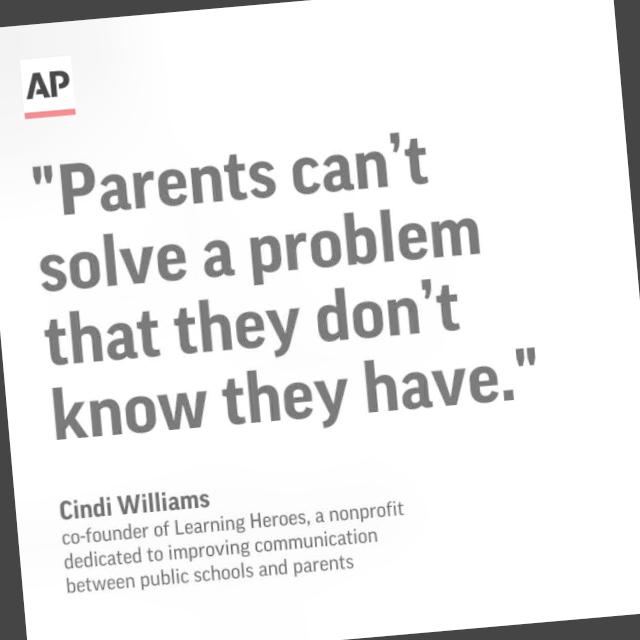 AP
"Parents can’t
solve a problem
that they don’t
know they have."
Cindi Williams
co-founder of Learning Heroes, a nonprofit
dedicated to improving communication
between public schools and parents